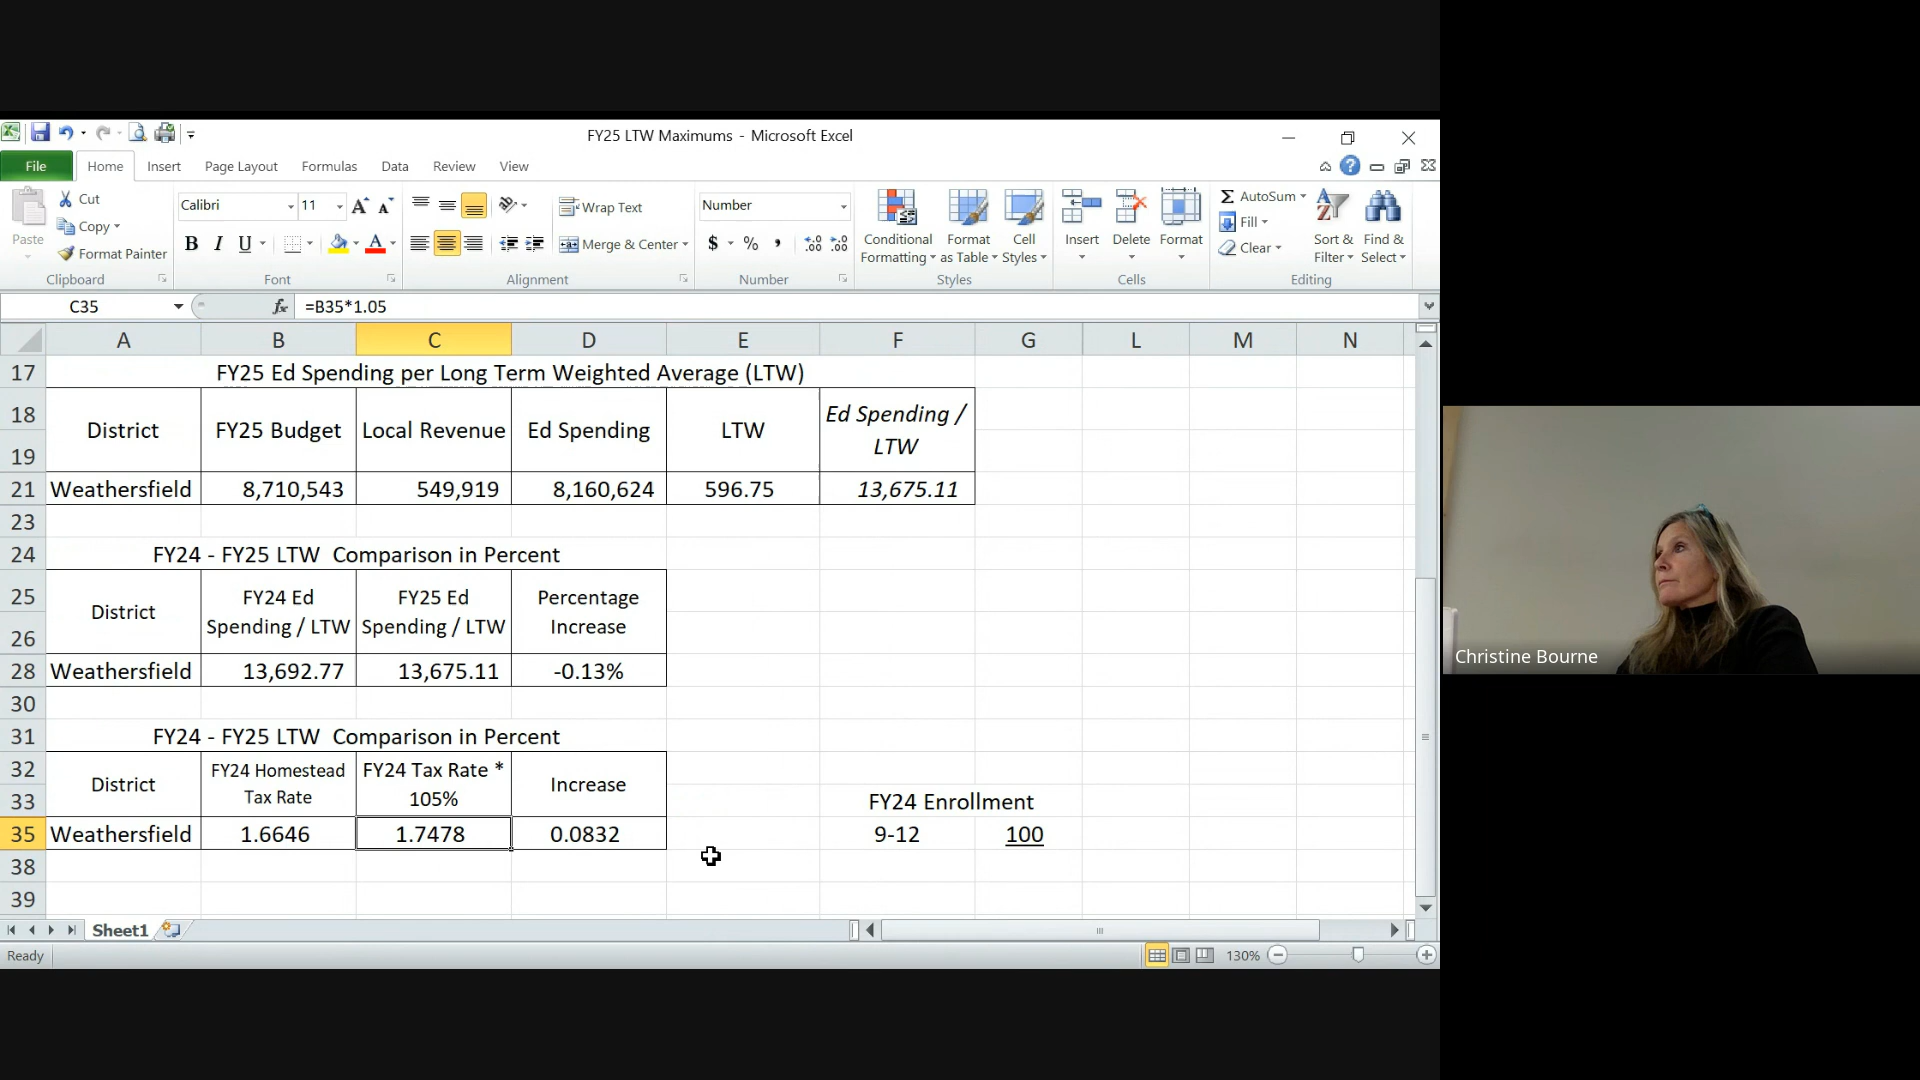 FY25 LTW Maximums - Microsoft Excel
File Home Insert Page Layout Formulas Data Review View
Paste
Cut
Copy
Format Painter
Clipboard
Calibri 11
B I U
Font
Wrap Text
Merge & Center
Alignment
Number
$ % ,
Number
Conditional Formatting
Format as Table
Cell Styles
Styles
Insert
Delete
Format
Cells
AutoSum
Fill
Clear
Sort & Filter
Find & Select
Editing
C35 fx =B35*1.05
A B C D E F G L M N
17 FY25 Ed Spending per Long Term Weighted Average (LTW)
18
19
District FY25 Budget Local Revenue Ed Spending LTW Ed Spending / LTW
21 Weathersfield 8,710,543 549,919 8,160,624 596.75 13,675.11
23
24 FY24 - FY25 LTW Comparison in Percent
25
26
District FY24 Ed Spending / LTW FY25 Ed Spending / LTW Percentage Increase
28 Weathersfield 13,692.77 13,675.11 -0.13%
30
31 FY24 - FY25 LTW Comparison in Percent
32
33
District FY24 Homestead Tax Rate FY24 Tax Rate * 105% Increase
FY24 Enrollment
35 Weathersfield 1.6646 1.7478 0.0832 9-12 100
38
39
Sheet1
Ready 130%
Christine Bourne